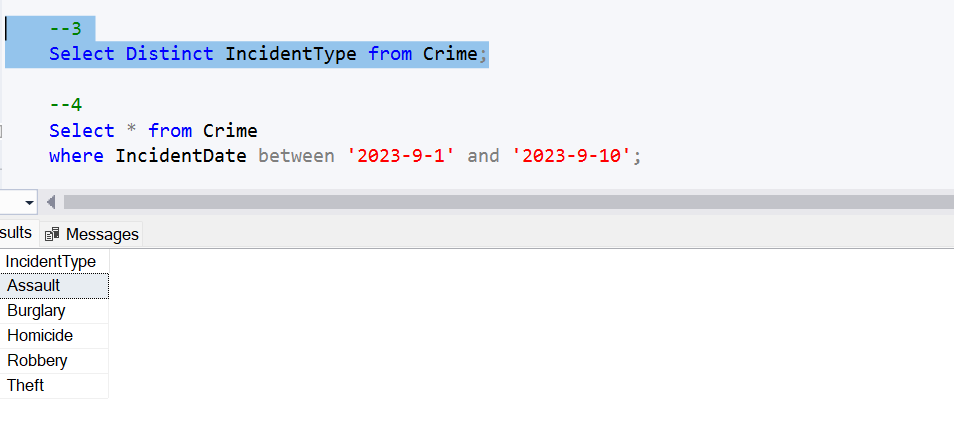 --3
Select Distinct IncidentType from Crime;
--4
Select * from Crime
where IncidentDate between '2023-9-1' and '2023-9-10';
sults Messages
IncidentType
Assault
Burglary
Homicide
Robbery
Theft